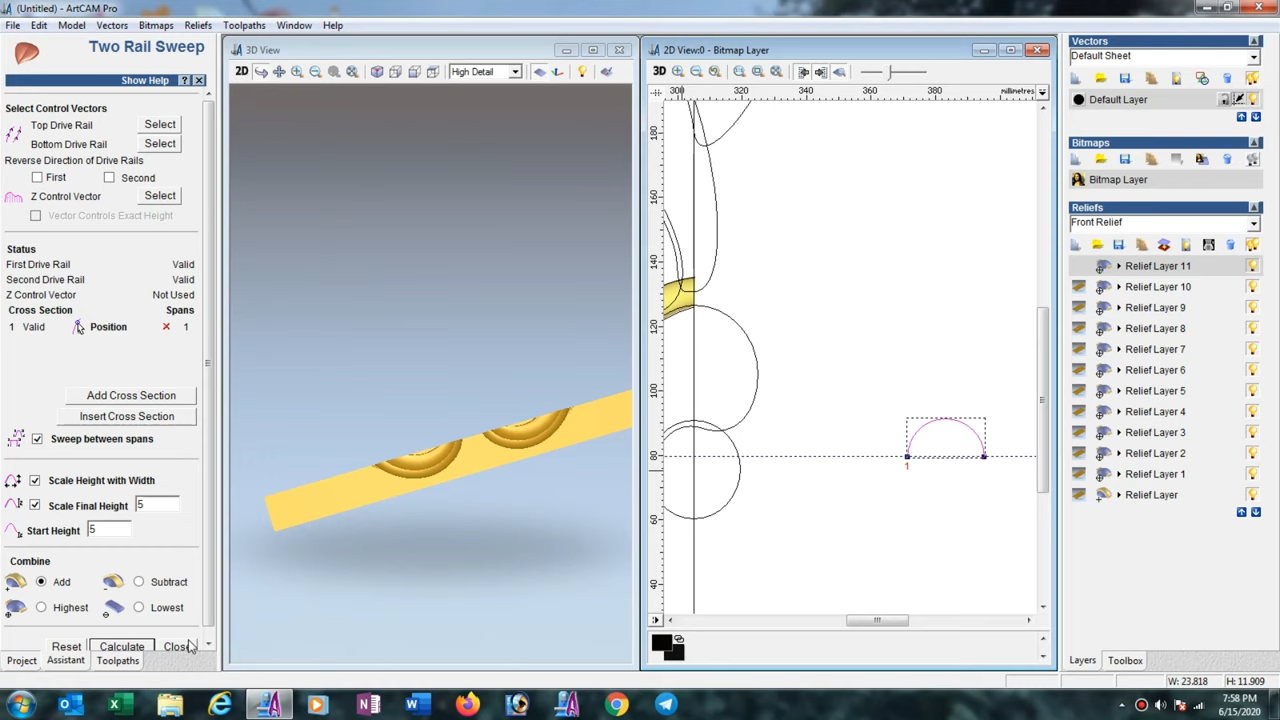 (Untitled) - ArtCAM Pro
File Edit Model Vectors Bitmaps Reliefs Toolpaths Window Help
Two Rail Sweep
Show Help ?
Select Control Vectors
Top Drive Rail Select
Bottom Drive Rail Select
Reverse Direction of Drive Rails
First Second
Z Control Vector Select
Vector Controls Exact Height
Status
First Drive Rail Valid
Second Drive Rail Valid
Z Control Vector Not Used
Cross Section Spans
1 Valid Position 1
Add Cross Section
Insert Cross Section
Sweep between spans
Scale Height with Width
Scale Final Height 5
Start Height 5
Combine
Add Subtract
Highest Lowest
Reset Calculate Close
Project Assistant Toolpaths
3D View
2D High Detail
2D View:0 - Bitmap Layer
3D
300 320 340 360 380 millimetres
180
160
140
120
100
80
60
40
1
Layers Toolbox
Vectors
Default Sheet
Default Layer
Bitmaps
Bitmap Layer
Reliefs
Front Relief
Relief Layer 11
Relief Layer 10
Relief Layer 9
Relief Layer 8
Relief Layer 7
Relief Layer 6
Relief Layer 5
Relief Layer 4
Relief Layer 3
Relief Layer 2
Relief Layer 1
Relief Layer
W: 23.818 H: 11.909
7:58 PM
6/15/2020